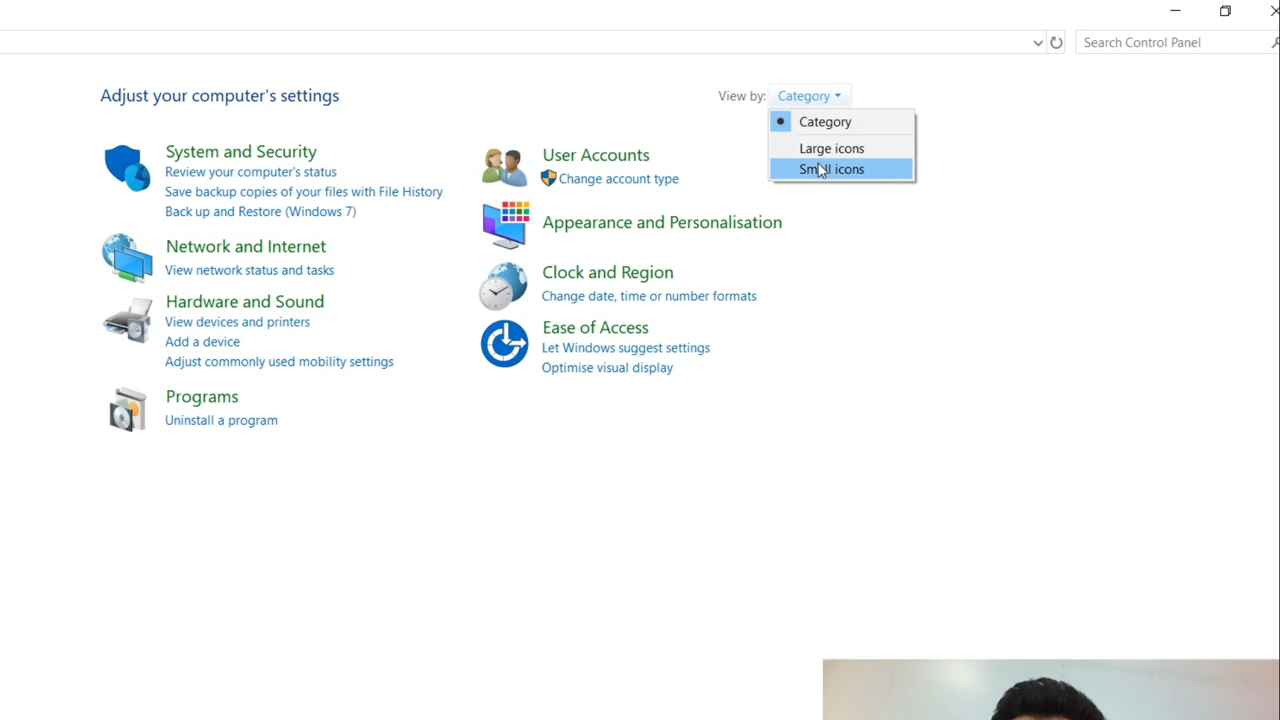 Search Control Panel
Adjust your computer's settings
View by: Category
Category
Large icons
Small icons
System and Security
Review your computer's status
Save backup copies of your files with File History
Back up and Restore (Windows 7)
Network and Internet
View network status and tasks
Hardware and Sound
View devices and printers
Add a device
Adjust commonly used mobility settings
Programs
Uninstall a program
User Accounts
Change account type
Appearance and Personalisation
Clock and Region
Change date, time or number formats
Ease of Access
Let Windows suggest settings
Optimise visual display